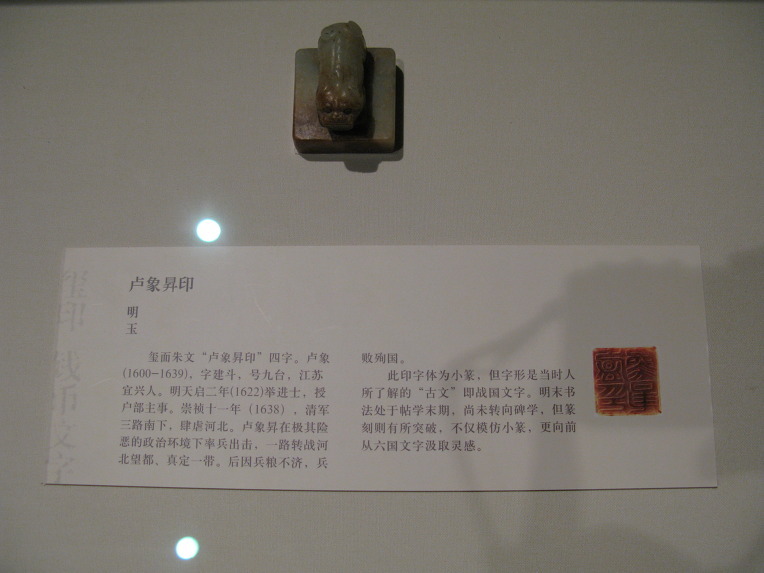 卢象昇印
明
玉
玺面朱文“卢象昇印”四字。卢象
(1600-1639)，字建斗，号九台，江苏
宜兴人。明天启二年(1622)举进士，授
户部主事。崇祯十一年（1638），清军
三路南下，肆虐河北。卢象昇在极其险
恶的政治环境下率兵出击，一路转战河
北望都、真定一带。后因兵粮不济，兵
败殉国。
此印字体为小篆，但字形是当时人
所了解的“古文”即战国文字。明末书
法处于帖学末期，尚未转向碑学，但篆
刻则有所突破，不仅模仿小篆，更向前
从六国文字汲取灵感。
玺印 钱币文字